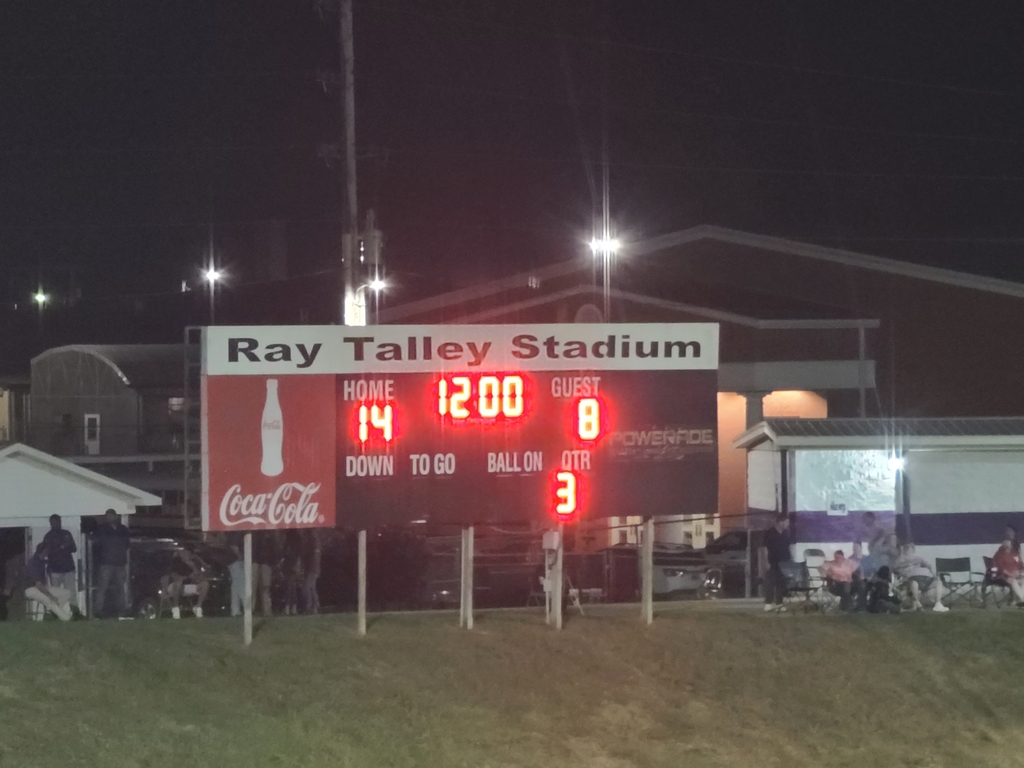 Ray Talley Stadium
HOME 12:00 GUEST
14 8
POWERADE
DOWN TO GO BALL ON QTR
3
Coca-Cola